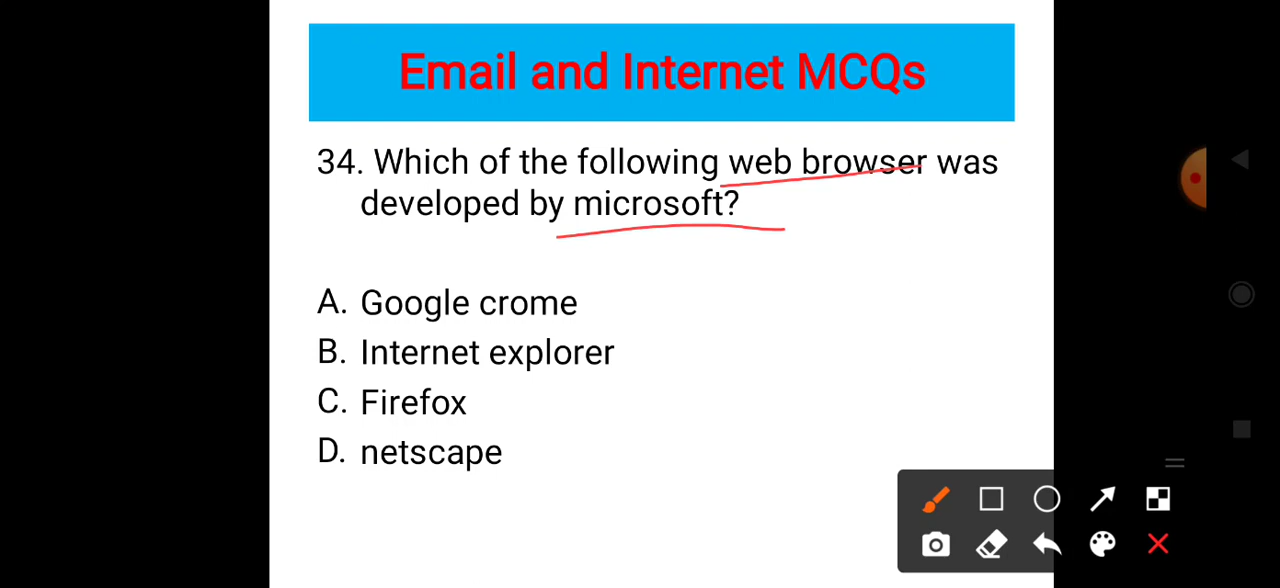 Email and Internet MCQs
34. Which of the following web browser was
developed by microsoft?
A. Google crome
B. Internet explorer
C. Firefox
D. netscape